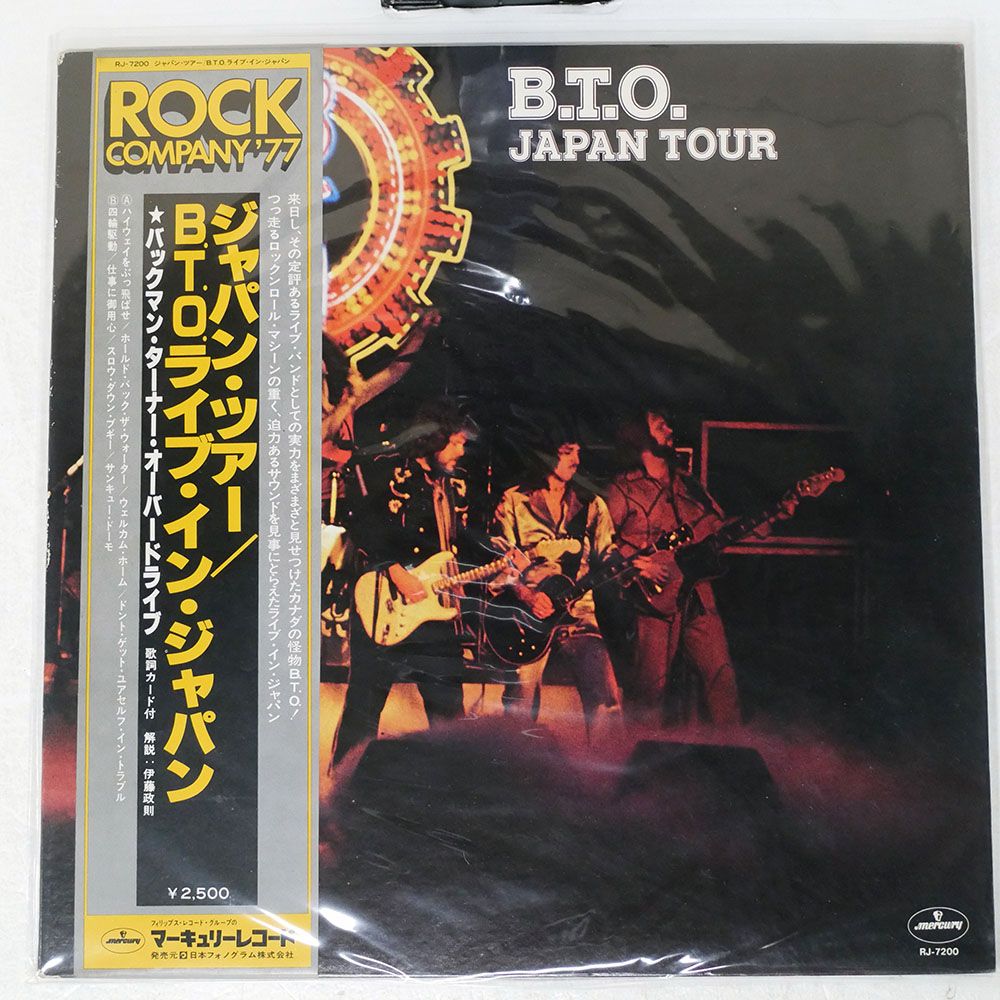 RJ-7200 ジャパン・ツアー/B.T.O.ライブ・イン・ジャパン
ROCK
COMPANY '77
来日し、その定評あるライブ・バンドとしての実力をまざまざと見せつけたカナダの怪物B.T.O.!
つっ走るロックンロール・マシーンの重く、迫力あるサウンドを見事にとらえたライブ・イン・ジャパン
ジャパン・ツアー/
B.T.O.ライブ・イン・ジャパン
★バックマン・ターナー・オーバードライブ 歌詞カード付 解説:伊藤政則
Ⓐハイウェイをぶっ飛ばせ/ホールド・バック・ザ・ウォーター/ウェルカム・ホーム/ドント・ゲット・ユアセルフ・イン・トラブル
Ⓑ四輪駆動/仕事に御用心/スロウ・ダウン・ブギー/サンキュー・ドーモ
¥2,500
mercury
フィリップス・レコード・グループの
マーキュリーレコード
発売元 日本フォノグラム株式会社
B.T.O.
JAPAN TOUR
mercury
RJ-7200